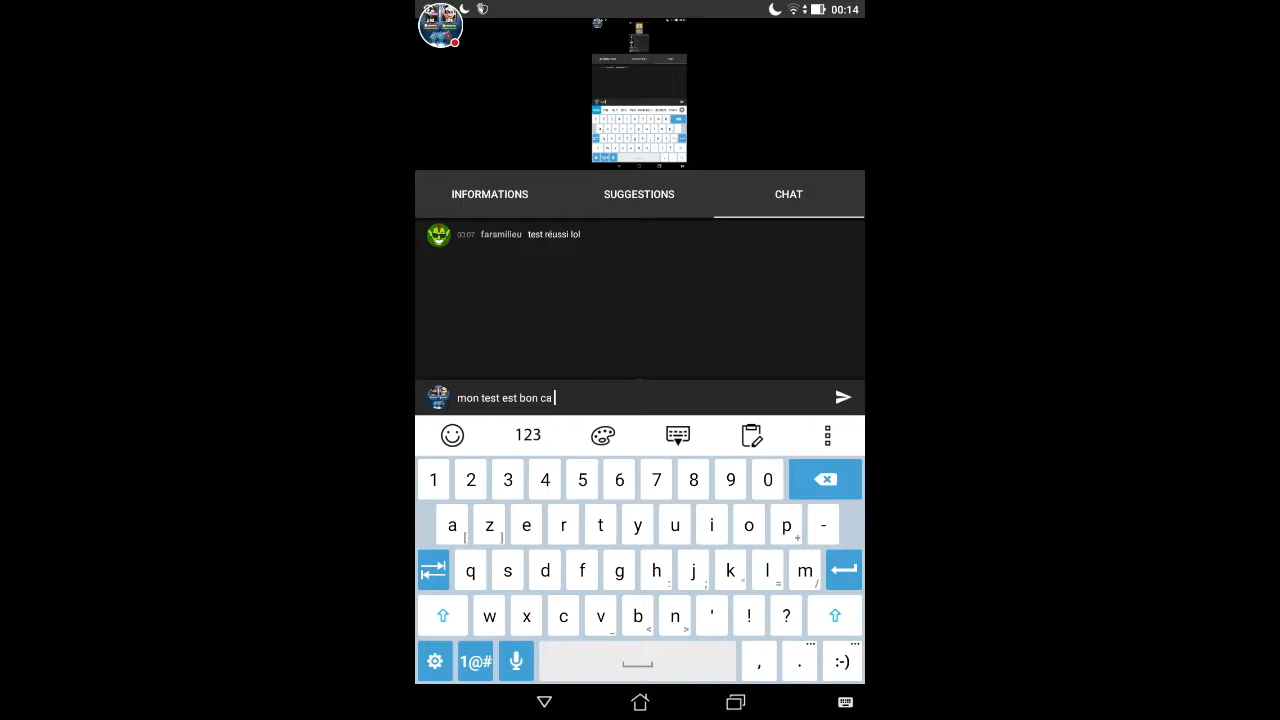 00:14
INFORMATIONS SUGGESTIONS CHAT
00:07 farsmilieu test réussi lol
mon test est bon ca
123
1 2 3 4 5 6 7 8 9 0
a z e r t y u i o p -
[ ] +
q s d f g h j k l m
: ; " = /
w x c v b n ' ! ?
_ < >
1@# , . :-)